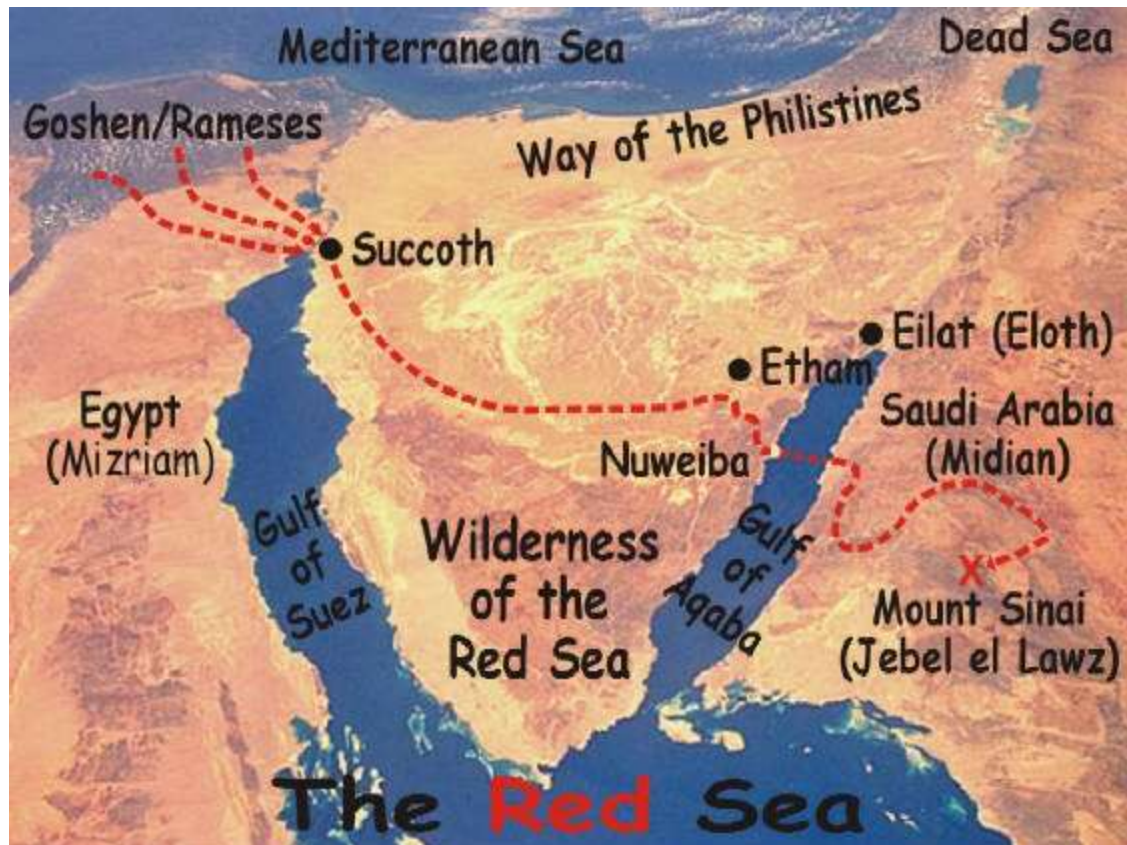 Mediterranean Sea
Dead Sea
Goshen/Rameses
Way of the Philistines
Succoth
Eilat (Eloth)
Etham
Egypt
(Mizriam)
Saudi Arabia
(Midian)
Nuweiba
Gulf
of
Suez
Wilderness
of the
Red Sea
Gulf
of
Aqaba
X
Mount Sinai
(Jebel el Lawz)
The Red Sea